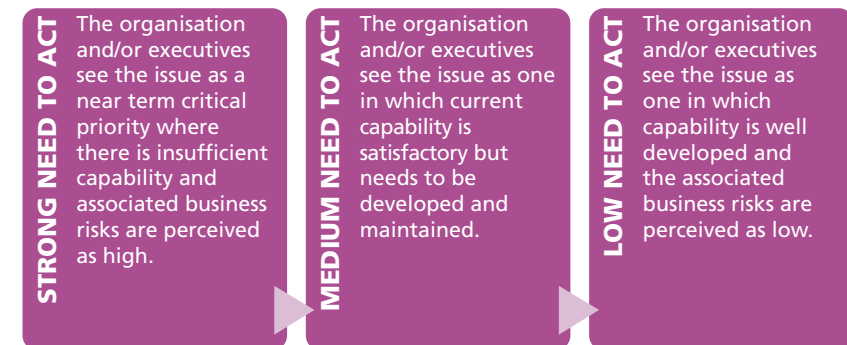 STRONG NEED TO ACT
The organisation
and/or executives
see the issue as a
near term critical
priority where
there is insufficient
capability and
associated business
risks are perceived
as high.
MEDIUM NEED TO ACT
The organisation
and/or executives
see the issue as one
in which current
capability is
satisfactory but
needs to be
developed and
maintained.
LOW NEED TO ACT
The organisation
and/or executives
see the issue as
one in which
capability is well
developed and
the associated
business risks are
perceived as low.